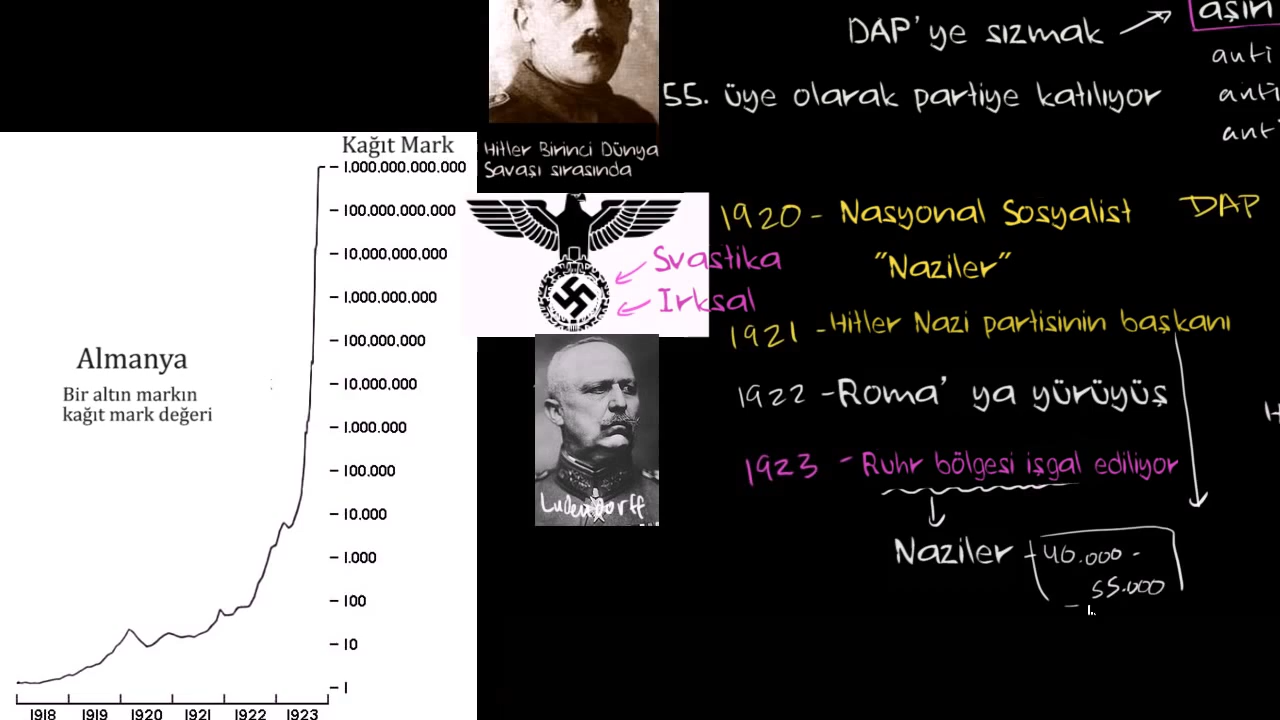 DAP'ye sızmak
aşırı
anti
55. üye olarak partiye katılıyor
anti
anti
Hitler Birinci Dünya
Savaşı sırasında
Kağıt Mark
1.000.000.000.000
100.000.000.000
10.000.000.000
1.000.000.000
100.000.000
10.000.000
1.000.000
100.000
10.000
1.000
100
10
1
Almanya
Bir altın markın
kağıt mark değeri
1918 1919 1920 1921 1922 1923
Svastika
Irksal
Ludendorff
1920 - Nasyonal Sosyalist DAP
"Naziler"
1921 - Hitler Nazi partisinin başkanı
1922 - Roma' ya yürüyüş
1923 - Ruhr bölgesi işgal ediliyor
Naziler - 40.000 -
55.000